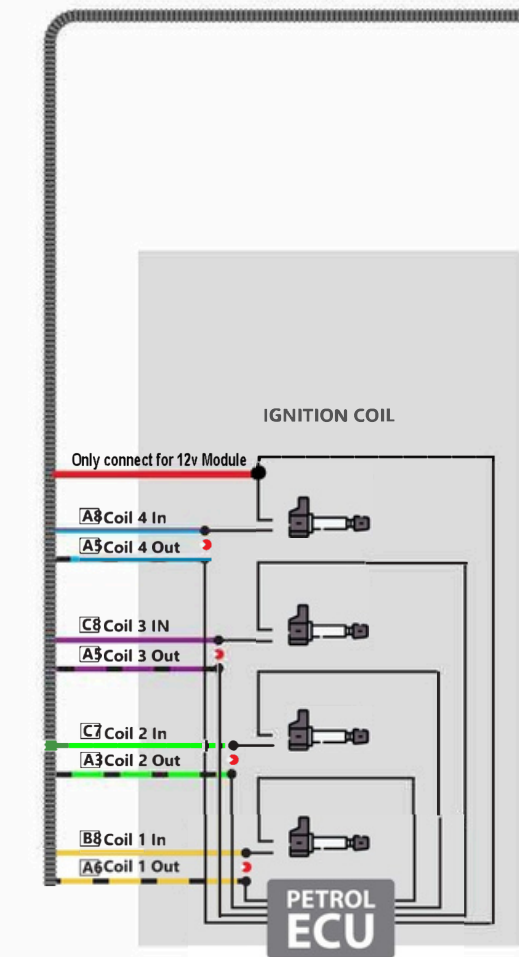 IGNITION COIL
Only connect for 12v Module
A8 Coil 4 In
A5 Coil 4 Out
C8 Coil 3 IN
A5 Coil 3 Out
C7 Coil 2 In
A3 Coil 2 Out
B8 Coil 1 In
A6 Coil 1 Out
PETROL
ECU